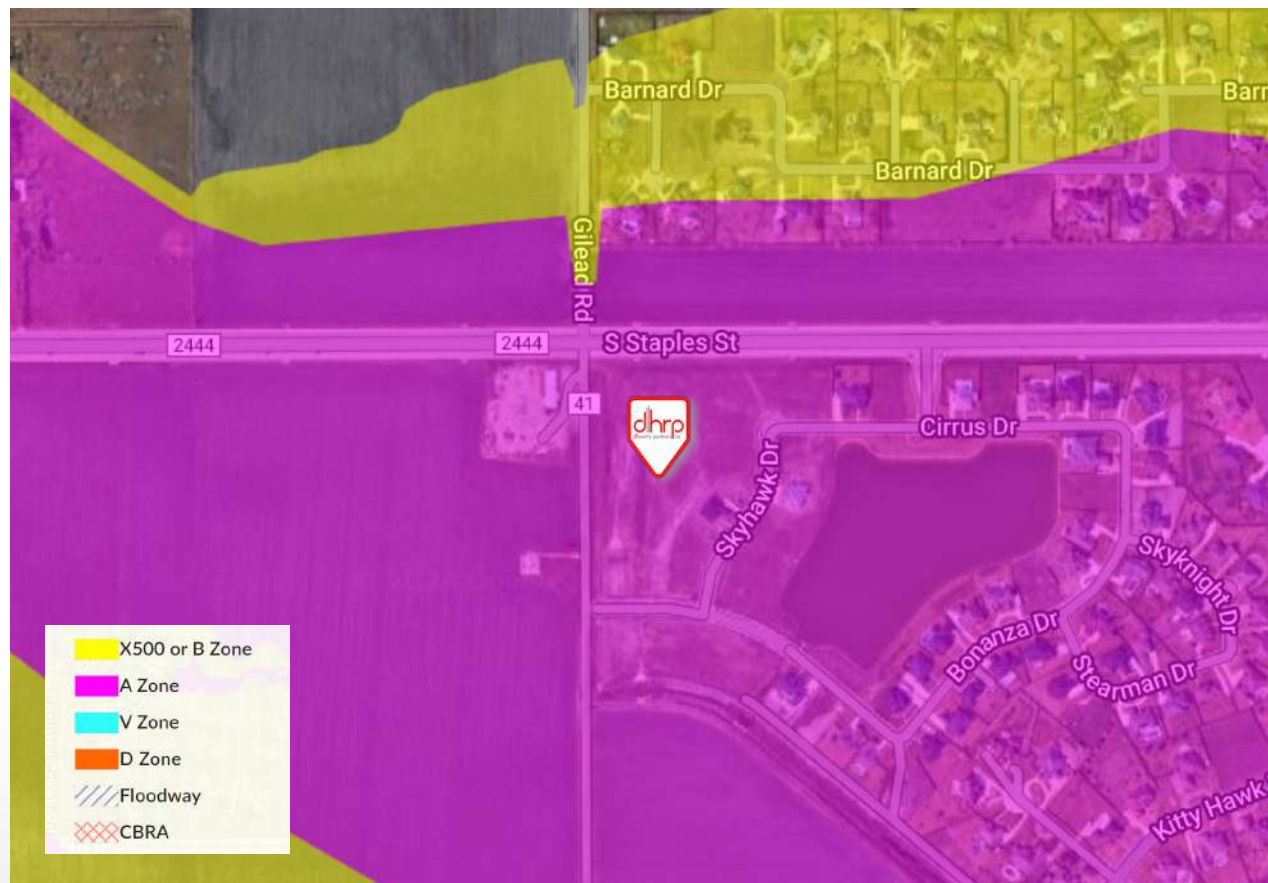 Barnard Dr
Barn
Barnard Dr
Gilead Rd
2444
2444
S Staples St
41
dhrp
Cirrus Dr
Skyhawk Dr
Skyknight Dr
Bonanza Dr
Stearman Dr
Kitty Hawk
X500 or B Zone
A Zone
V Zone
D Zone
Floodway
CBRA